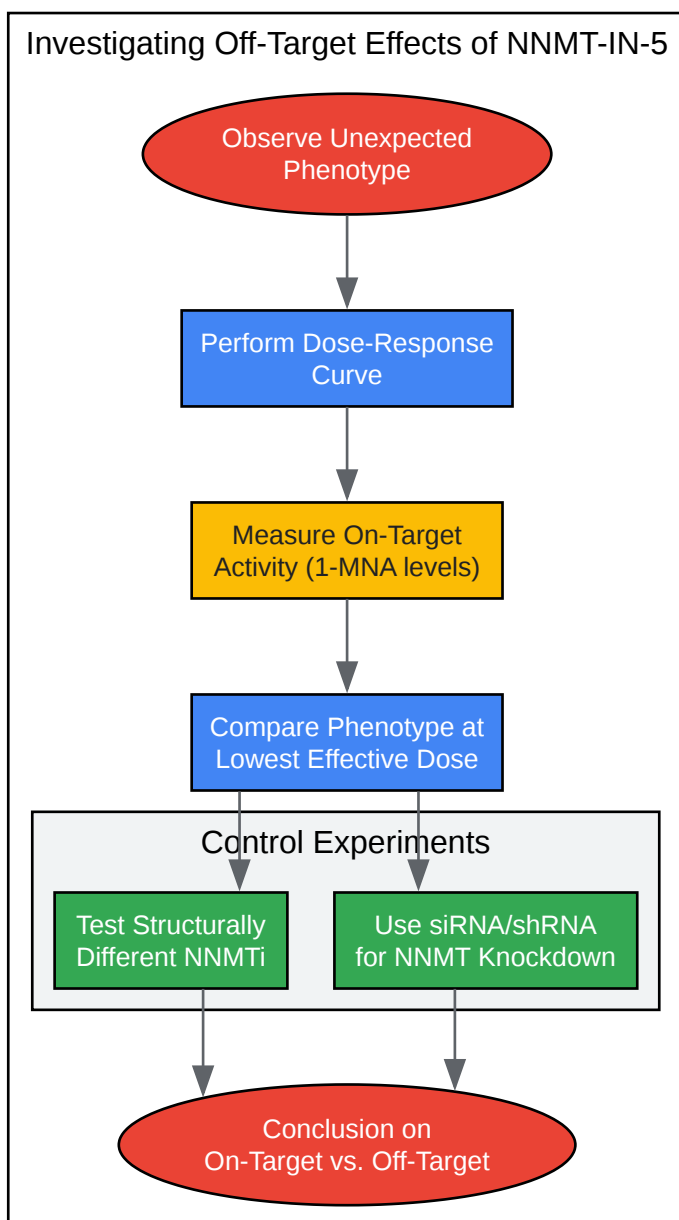 Investigating Off-Target Effects of NNMT-IN-5
Observe Unexpected
Phenotype
Perform Dose-Response
Curve
Measure On-Target
Activity (1-MNA levels)
Compare Phenotype at
Lowest Effective Dose
Control Experiments
Test Structurally
Different NNMTi
Use siRNA/shRNA
for NNMT Knockdown
Conclusion on
On-Target vs. Off-Target